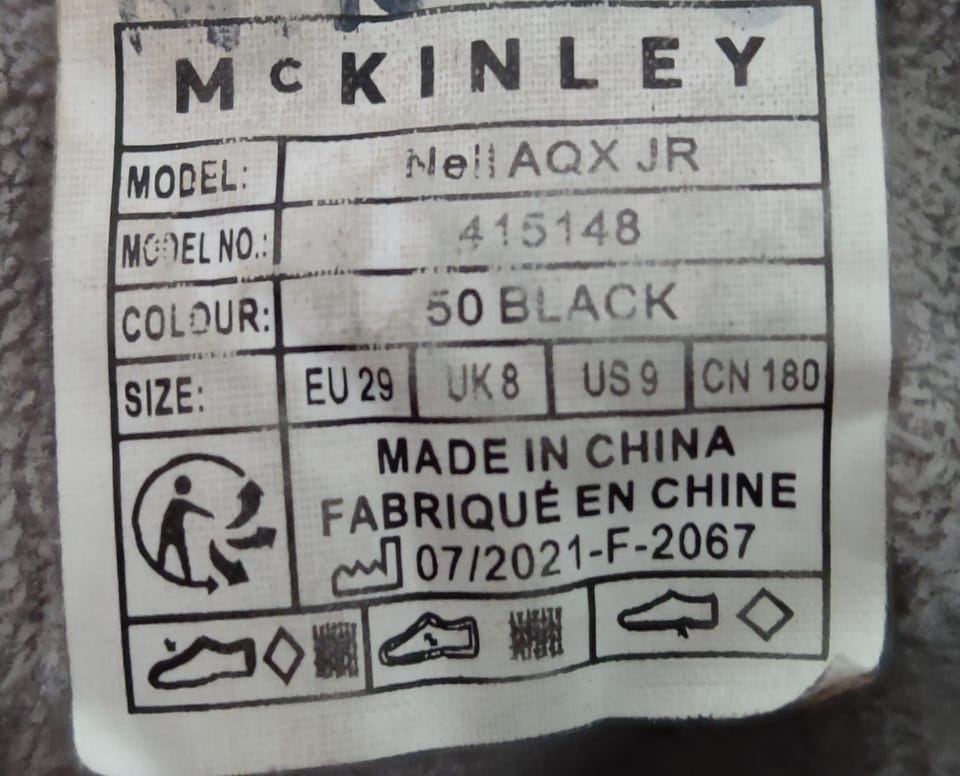 McKINLEY
MODEL: Nell AQX JR
MODEL NO.: 415148
COLOUR: 50 BLACK
SIZE: EU 29 UK 8 US 9 CN 180
MADE IN CHINA
FABRIQUÉ EN CHINE
07/2021-F-2067